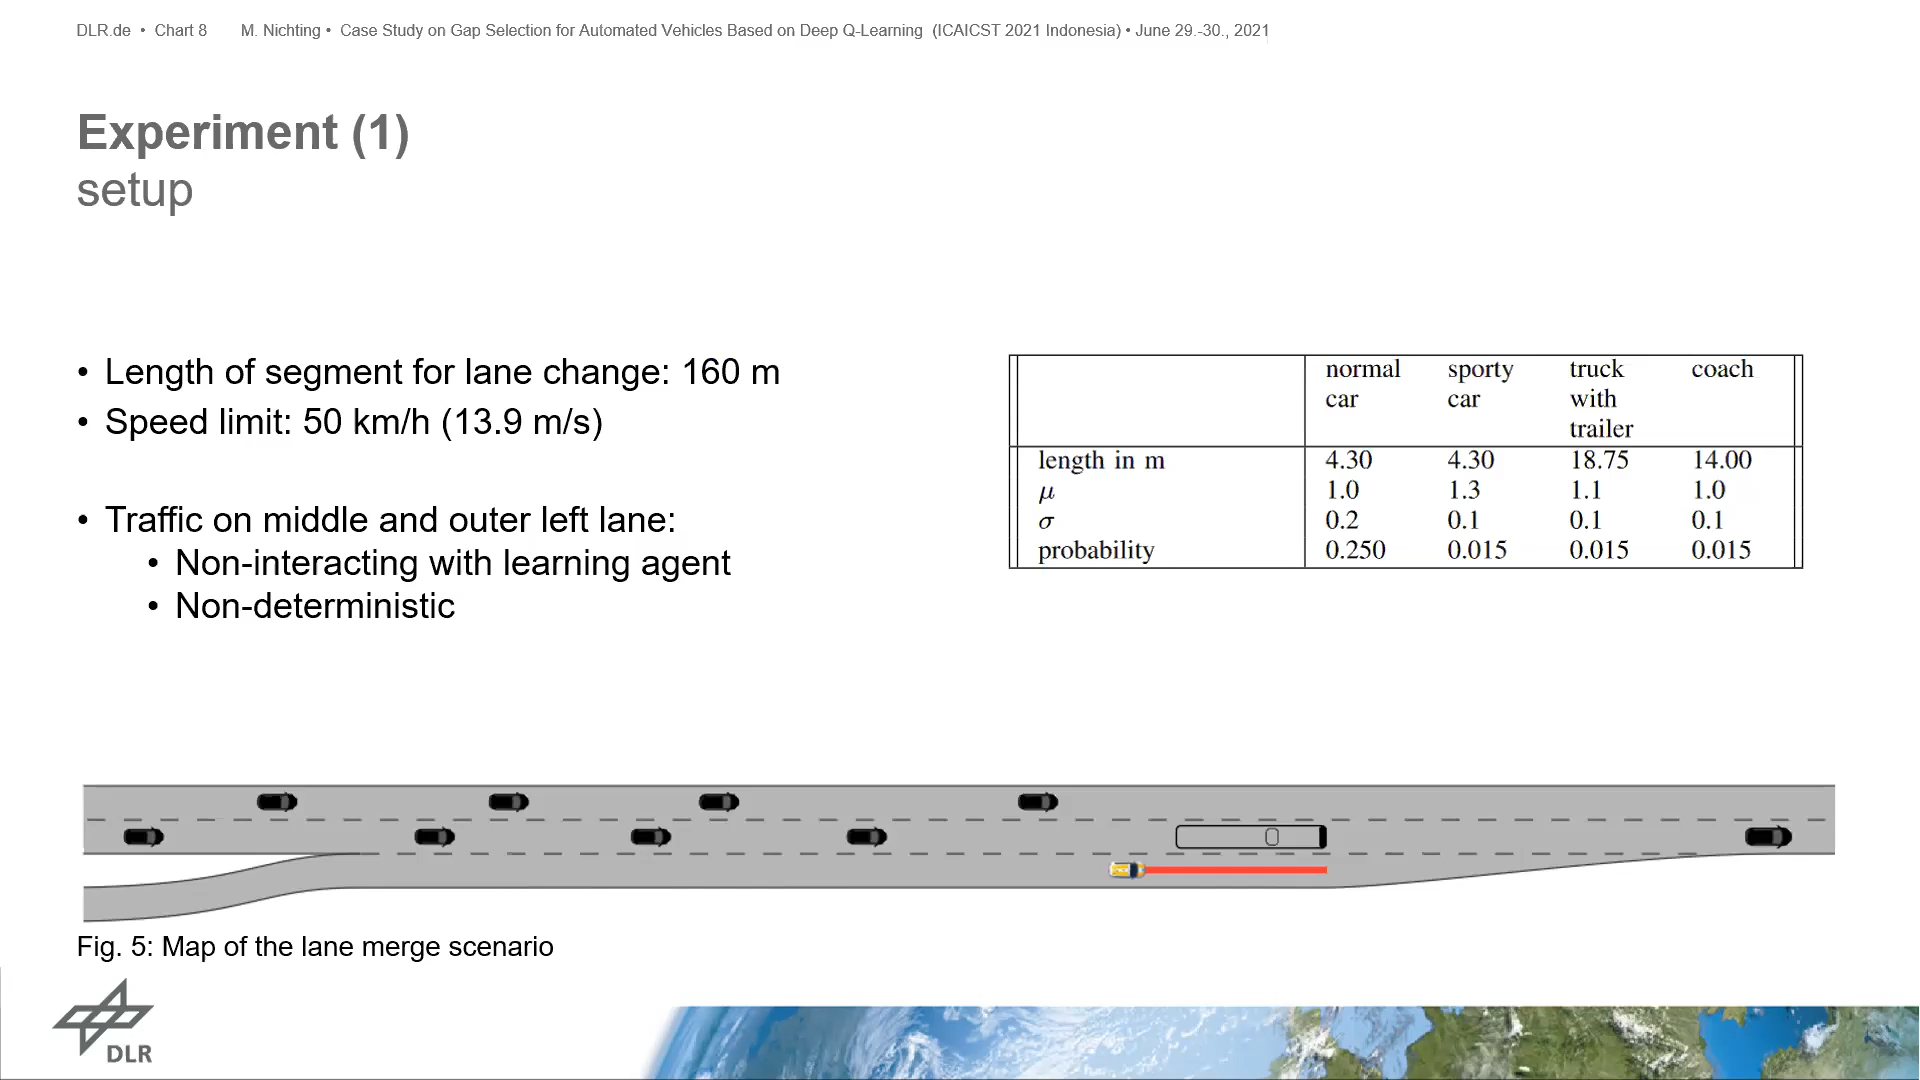 DLR.de • Chart 8 M. Nichting • Case Study on Gap Selection for Automated Vehicles Based on Deep Q-Learning (ICAICST 2021 Indonesia) • June 29.-30., 2021
Experiment (1)
setup
• Length of segment for lane change: 160 m
• Speed limit: 50 km/h (13.9 m/s)
• Traffic on middle and outer left lane:
• Non-interacting with learning agent
• Non-deterministic
normal sporty truck coach
car car with
trailer
length in m 4.30 4.30 18.75 14.00
μ 1.0 1.3 1.1 1.0
σ 0.2 0.1 0.1 0.1
probability 0.250 0.015 0.015 0.015
Fig. 5: Map of the lane merge scenario
DLR